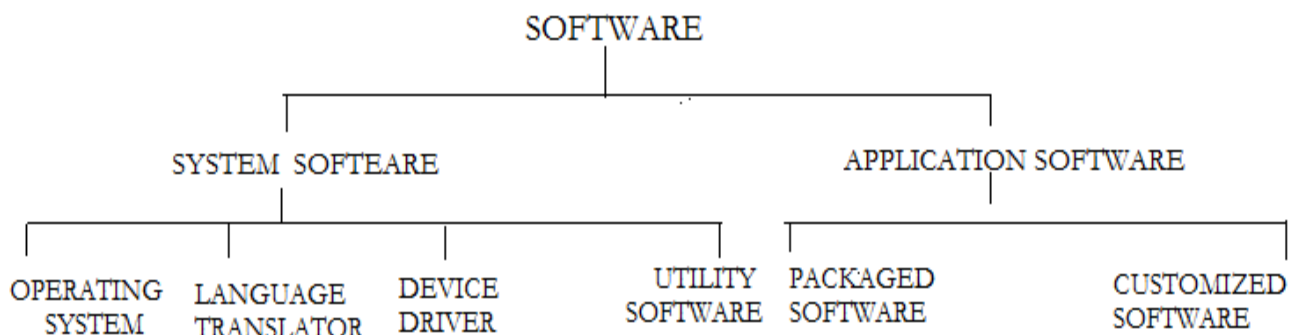 SOFTWARE
SYSTEM SOFTEARE
APPLICATION SOFTWARE
OPERATING
SYSTEM
LANGUAGE
TRANSLATOR
DEVICE
DRIVER
UTILITY
SOFTWARE
PACKAGED
SOFTWARE
CUSTOMIZED
SOFTWARE